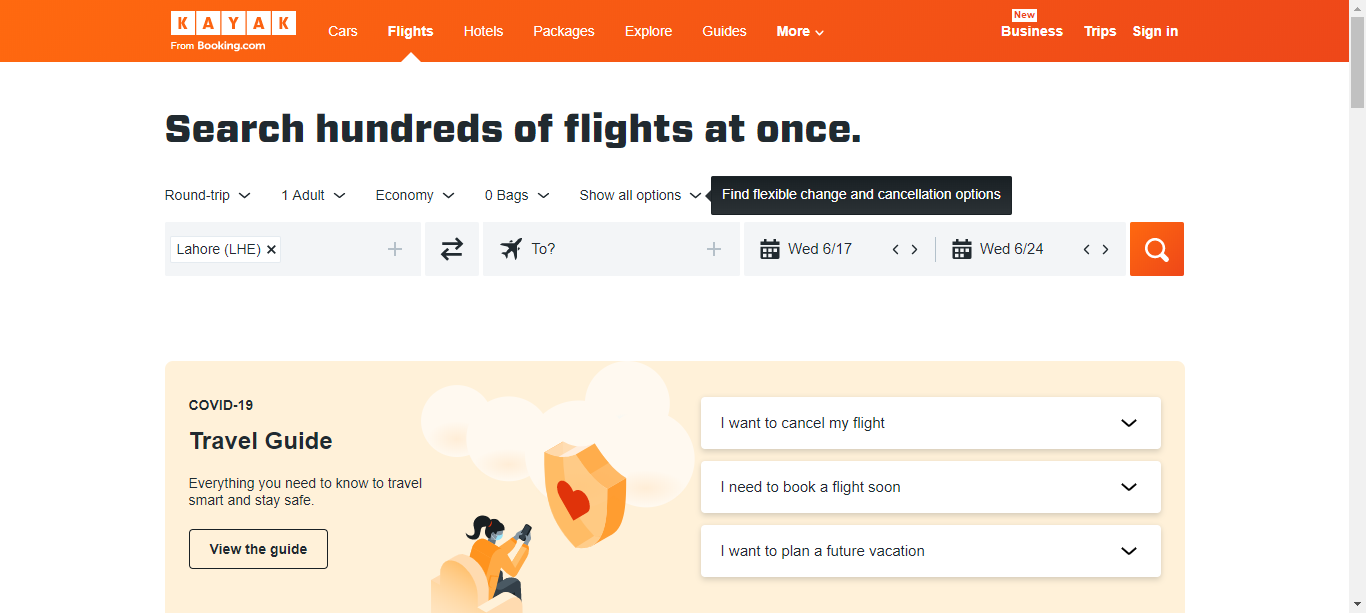 KAYAK
From Booking.com
Cars
Flights
Hotels
Packages
Explore
Guides
More
New
Business
Trips
Sign in
Search hundreds of flights at once.
Round-trip
1 Adult
Economy
0 Bags
Show all options
Find flexible change and cancellation options
Lahore (LHE)
To?
Wed 6/17
Wed 6/24
COVID-19
Travel Guide
Everything you need to know to travel
smart and stay safe.
View the guide
I want to cancel my flight
I need to book a flight soon
I want to plan a future vacation